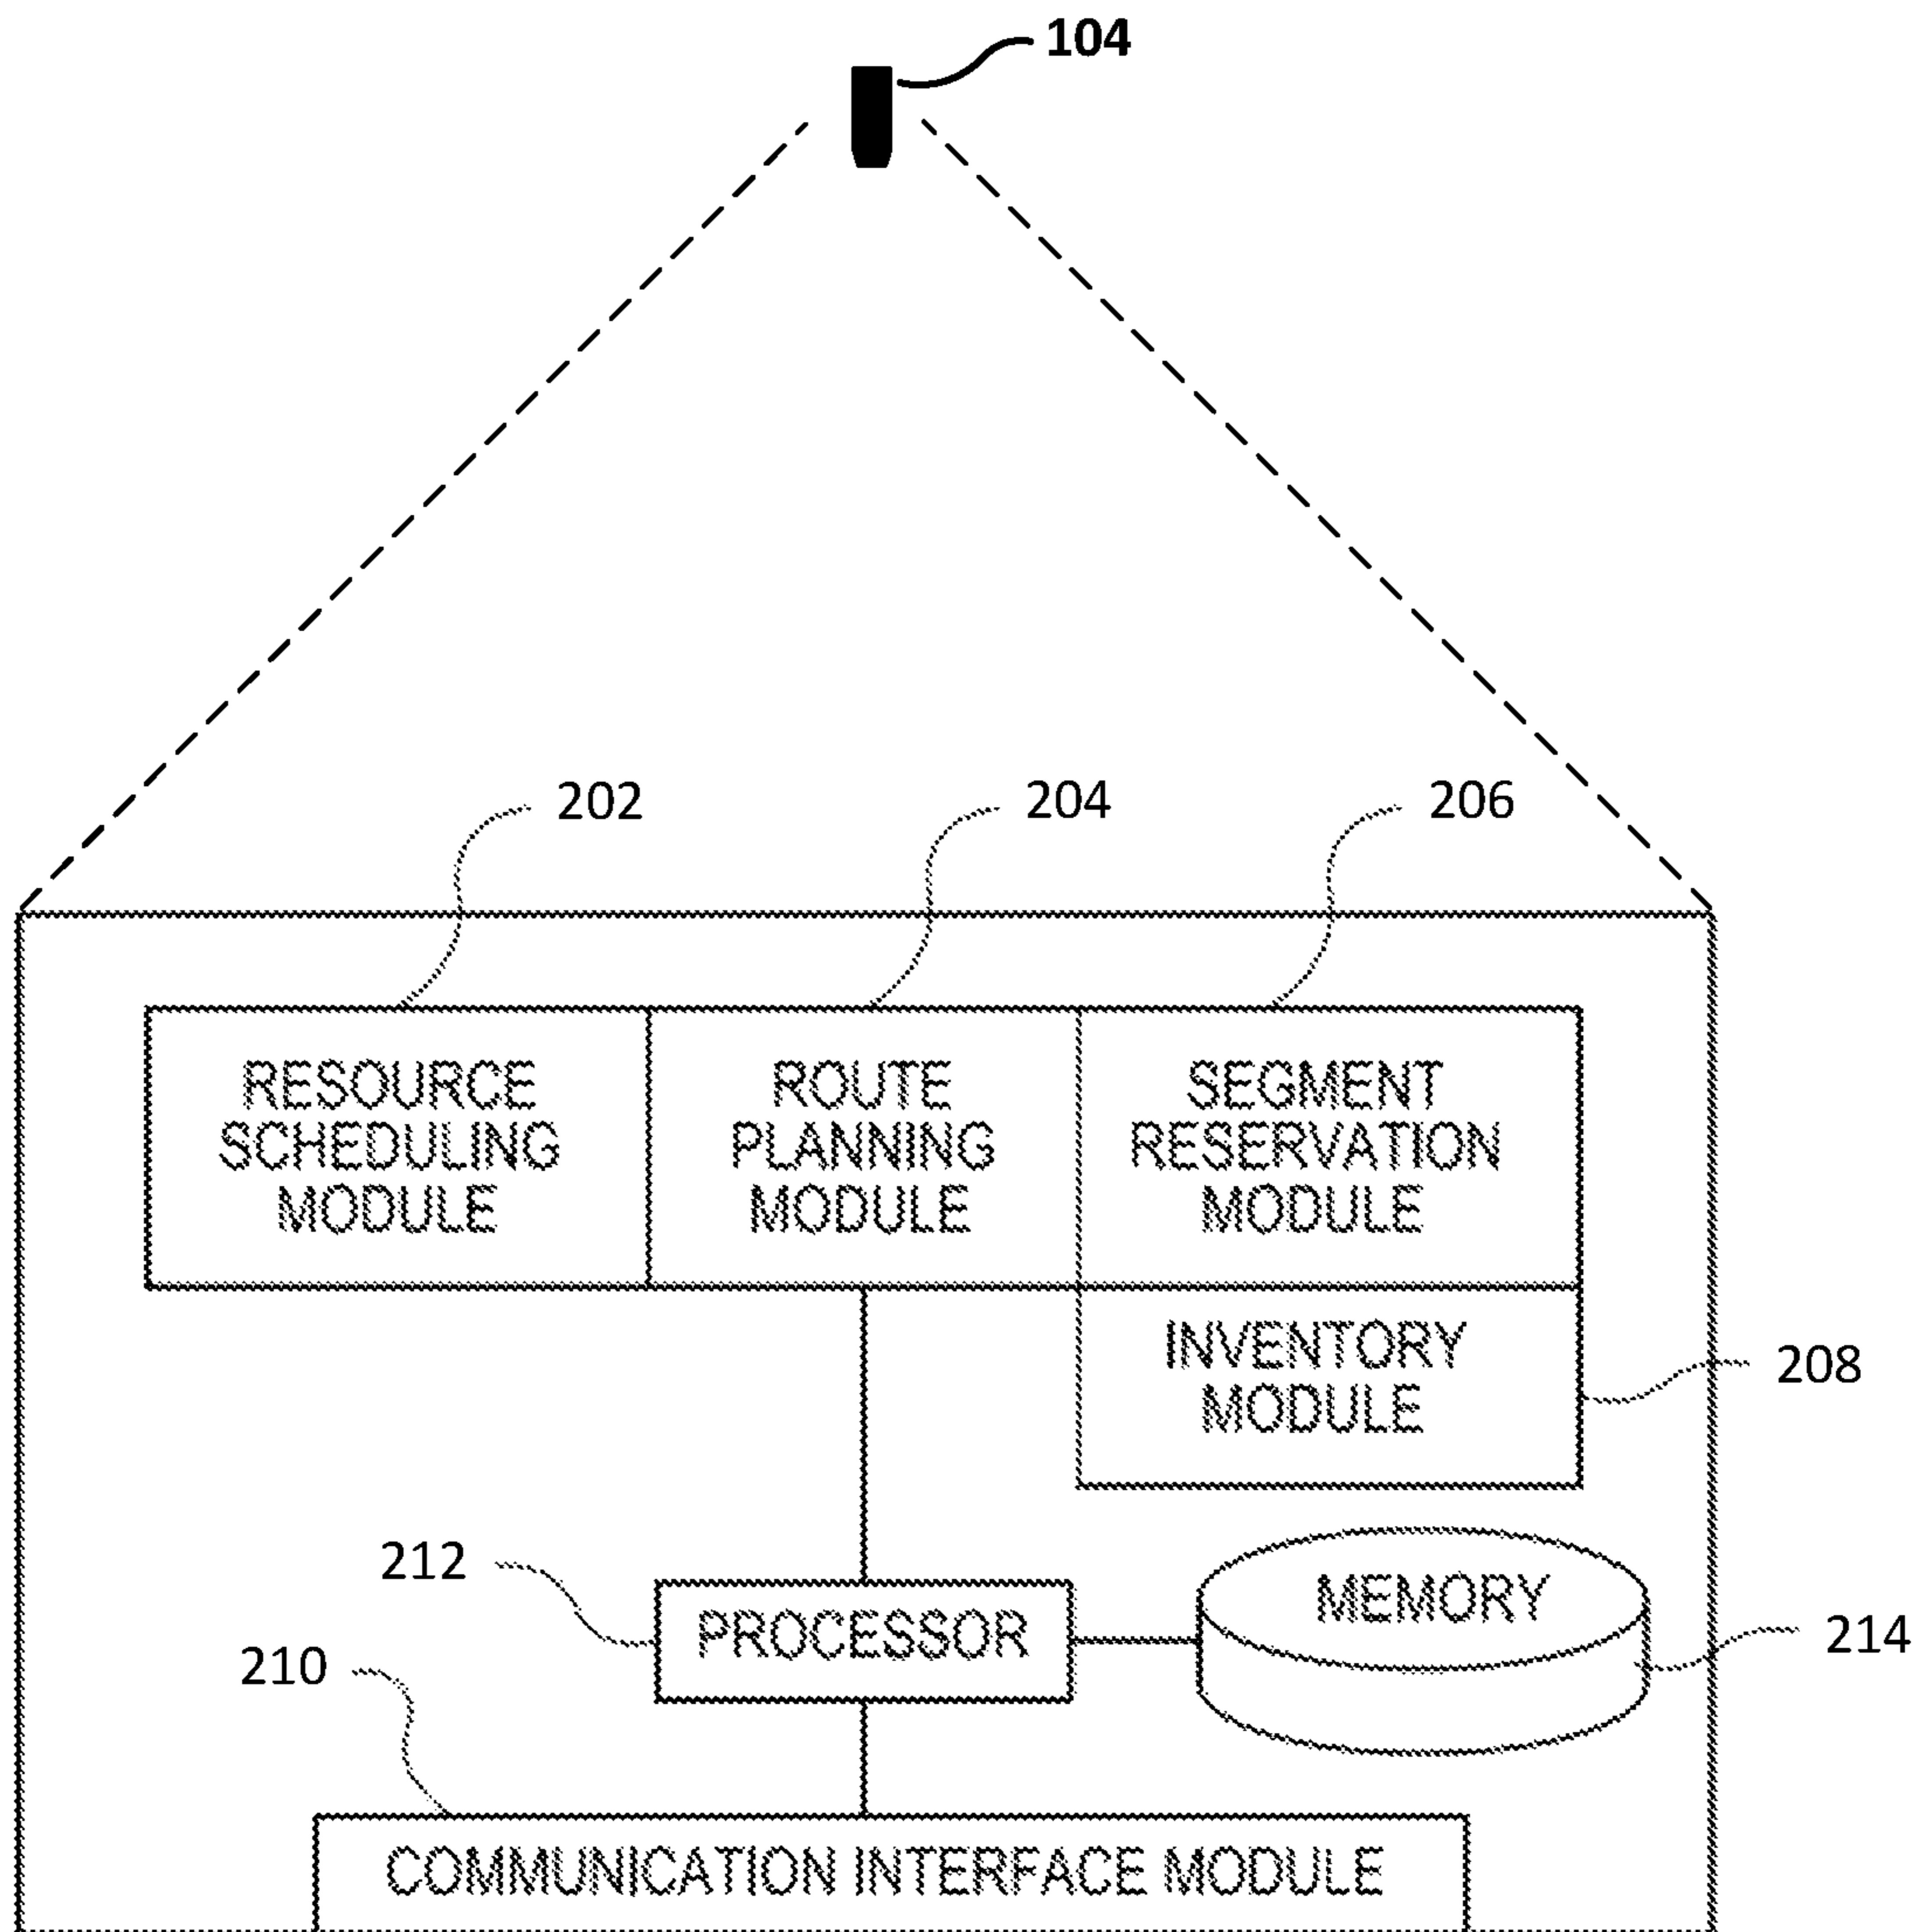 104
202
204
206
RESOURCE
SCHEDULING
MODULE
ROUTE
PLANNING
MODULE
SEGMENT
RESERVATION
MODULE
INVENTORY
MODULE
208
212
PROCESSOR
MEMORY
214
210
COMMUNICATION INTERFACE MODULE